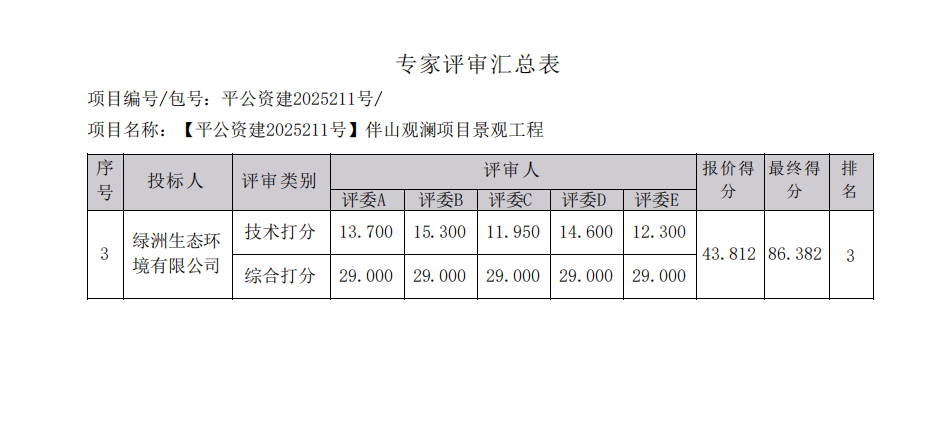 专家评审汇总表
项目编号/包号：平公资建2025211号/
项目名称：【平公资建2025211号】伴山观澜项目景观工程
序号 投标人 评审类别 评审人 报价得分 最终得分 排名
评委A 评委B 评委C 评委D 评委E
3 绿洲生态环境有限公司 技术打分 13.700 15.300 11.950 14.600 12.300 43.812 86.382 3
综合打分 29.000 29.000 29.000 29.000 29.000